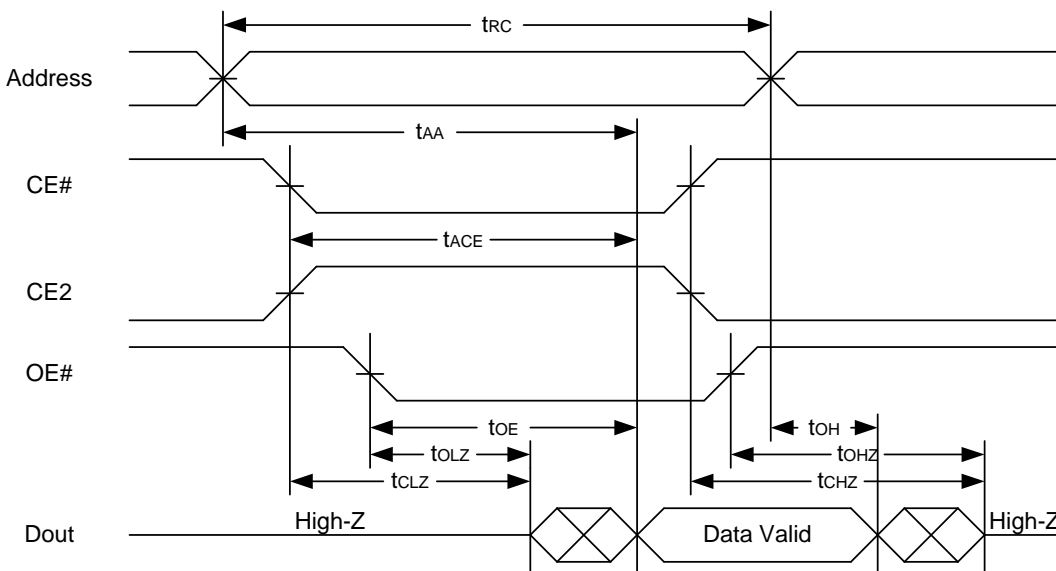 tRC
Address
tAA
CE#
tACE
CE2
OE#
tOE
tOH
tOLZ
tOHZ
tCLZ
tCHZ
High-Z
Data Valid
High-Z
Dout